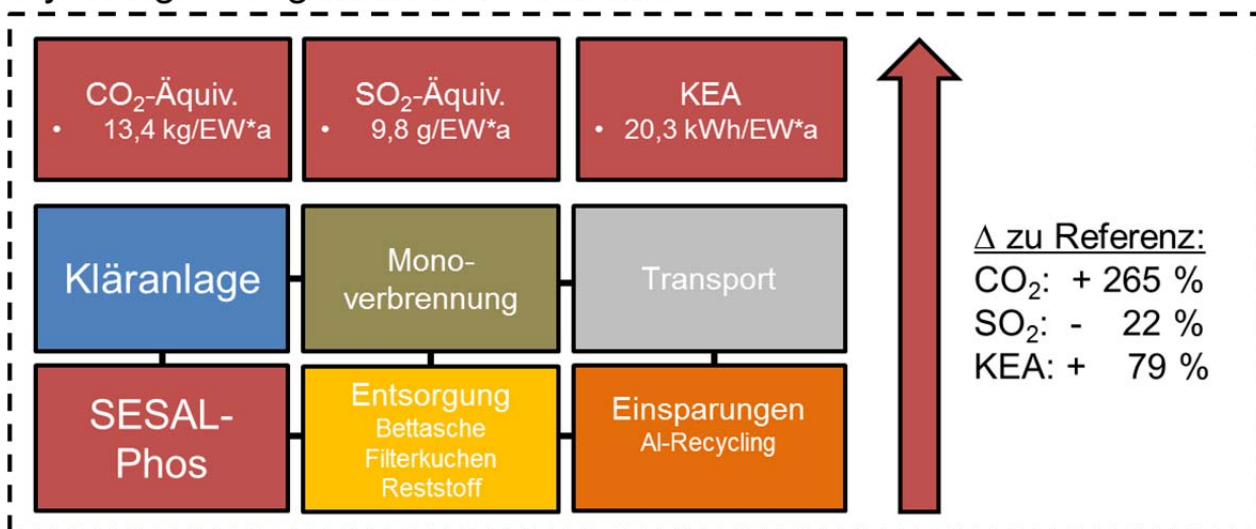 CO₂-Äquiv.
• 13,4 kg/EW*a
SO₂-Äquiv.
• 9,8 g/EW*a
KEA
• 20,3 kWh/EW*a
Kläranlage
Mono-
verbrennung
Transport
SESAL-
Phos
Entsorgung
Bettasche
Filterkuchen
Reststoff
Einsparungen
Al-Recycling
Δ zu Referenz:
CO₂: + 265 %
SO₂: - 22 %
KEA: + 79 %